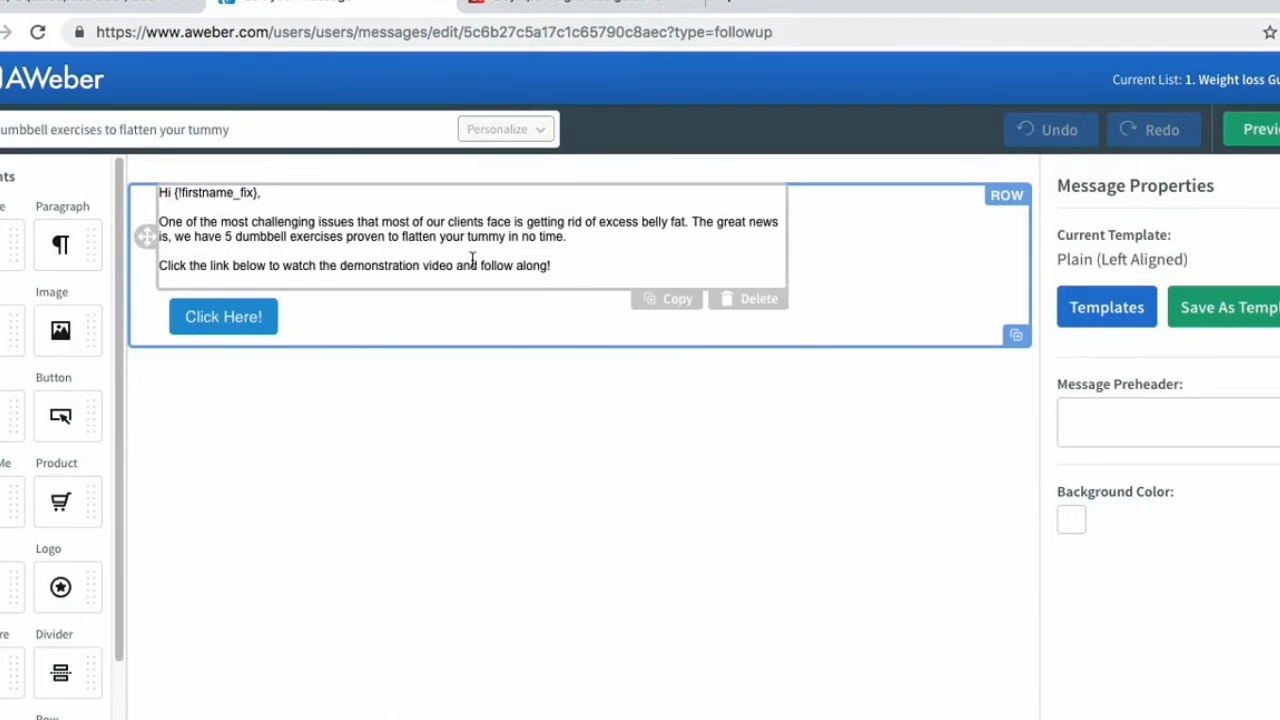 https://www.aweber.com/users/users/messages/edit/5c6b27c5a17c1c65790c8aec?type=followup
AWeber
Current List: 1. Weight loss Gu
umbbell exercises to flatten your tummy
Personalize
Undo
Redo
Previe
nts
Message Properties
Paragraph
Hi {!firstname_fix},
ROW
One of the most challenging issues that most of our clients face is getting rid of excess belly fat. The great news
is, we have 5 dumbbell exercises proven to flatten your tummy in no time.
Click the link below to watch the demonstration video and follow along!
Current Template:
Plain (Left Aligned)
Image
Copy
Delete
Click Here!
Templates
Save As Templ
Button
Message Preheader:
Me
Product
Background Color:
Logo
re
Divider
Row